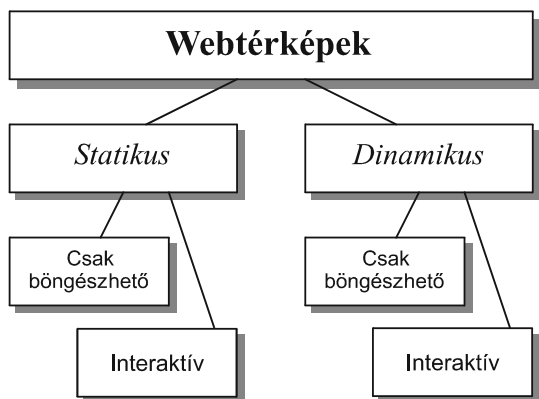 Webtérképek
Statikus
Dinamikus
Csak
böngészhető
Csak
böngészhető
Interaktív
Interaktív